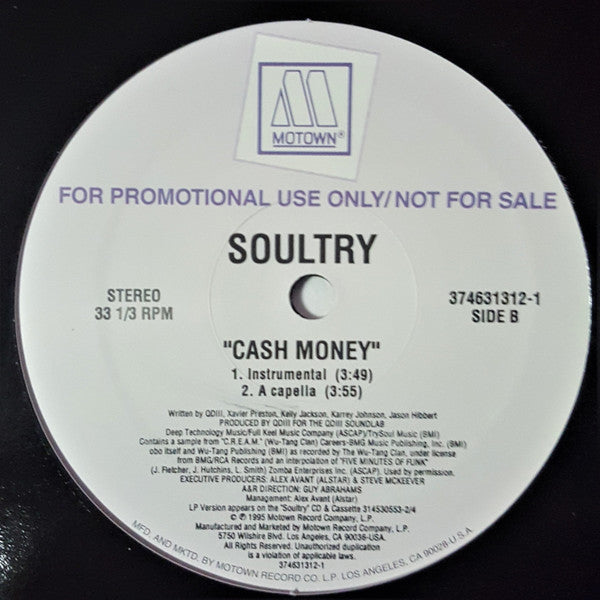 MOTOWN®
FOR PROMOTIONAL USE ONLY/NOT FOR SALE
SOULTRY
STEREO
33 1/3 RPM
374631312-1
SIDE B
"CASH MONEY"
1. Instrumental (3:49)
2. A capella (3:55)
Written by QDIII, Xavier Preston, Kelly Jackson, Karrey Johnson, Jason Hibbert
PRODUCED BY QDIII FOR THE QDIII SOUNDLAB
Deep Technology Music/Full Keel Music Company (ASCAP)/TrySoul Music (BMI)
Contains a sample from "C.R.E.A.M." (Wu-Tang Clan) Careers-BMG Music Publishing, Inc. (BMI)
obo itself and Wu-Tang Publishing (BMI) as recorded by The Wu-Tang Clan, under license
from BMG/RCA Records and an interpolation of "FIVE MINUTES OF FUNK"
(J. Fletcher, J. Hutchins, L. Smith) Zomba Enterprises Inc. (ASCAP). Used by permission.
EXECUTIVE PRODUCERS: ALEX AVANT (ALSTAR) & STEVE MCKEEVER
A&R DIRECTION: GUY ABRAHAMS
Management: Alex Avant (Alstar)
LP Version appears on the "Soultry" CD & Cassette 314530553-2/4
© ℗ 1995 Motown Record Company, L.P.
Manufactured and Marketed by Motown Record Company, L.P.
5750 Wilshire Blvd. Los Angeles, CA 90036-USA.
All Rights Reserved. Unauthorized duplication
is a violation of applicable laws.
374631312-1
MFD. AND MKTD. BY MOTOWN RECORD CO. L.P. LOS ANGELES, CA 90028-U.S.A.